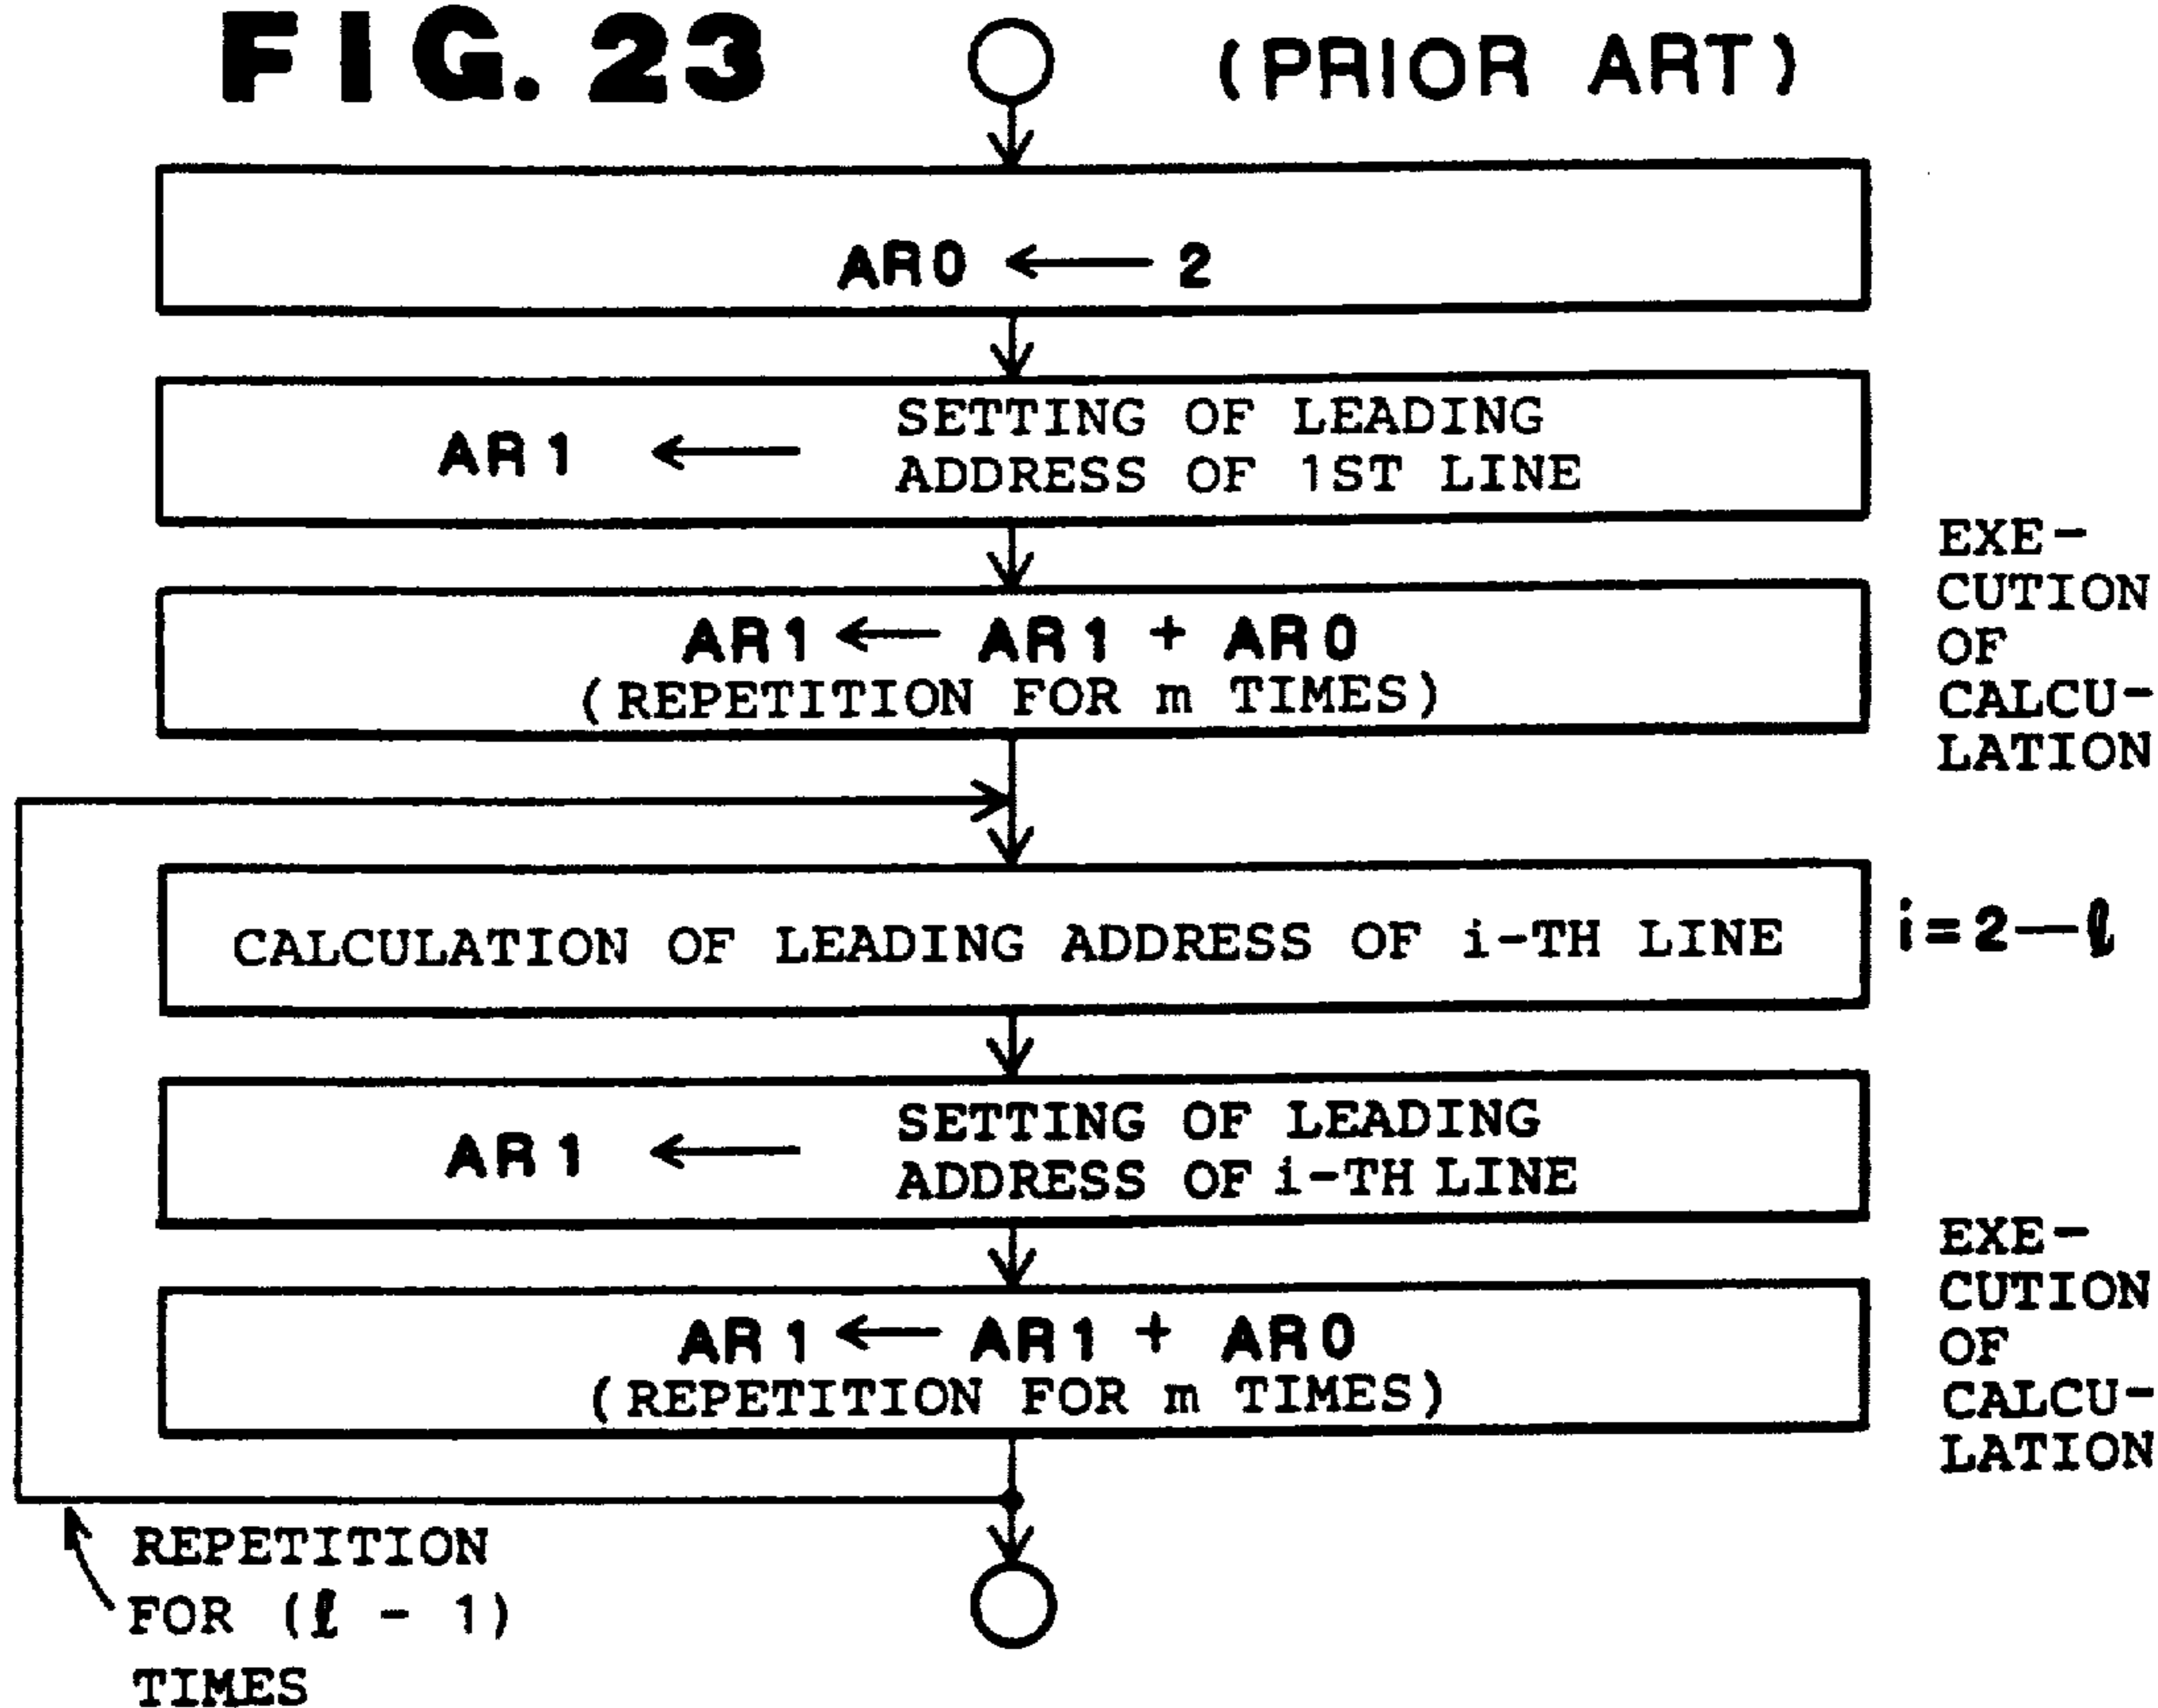 FIG. 23
(PRIOR ART)
AR0 ← 2
AR1 ← SETTING OF LEADING
ADDRESS OF 1ST LINE
AR1 ← AR1 + AR0
(REPETITION FOR m TIMES)
EXE-
CUTION
OF
CALCU-
LATION
CALCULATION OF LEADING ADDRESS OF i-TH LINE
i=2—ℓ
AR1 ← SETTING OF LEADING
ADDRESS OF i-TH LINE
AR1 ← AR1 + AR0
(REPETITION FOR m TIMES)
EXE-
CUTION
OF
CALCU-
LATION
REPETITION
FOR (ℓ - 1)
TIMES